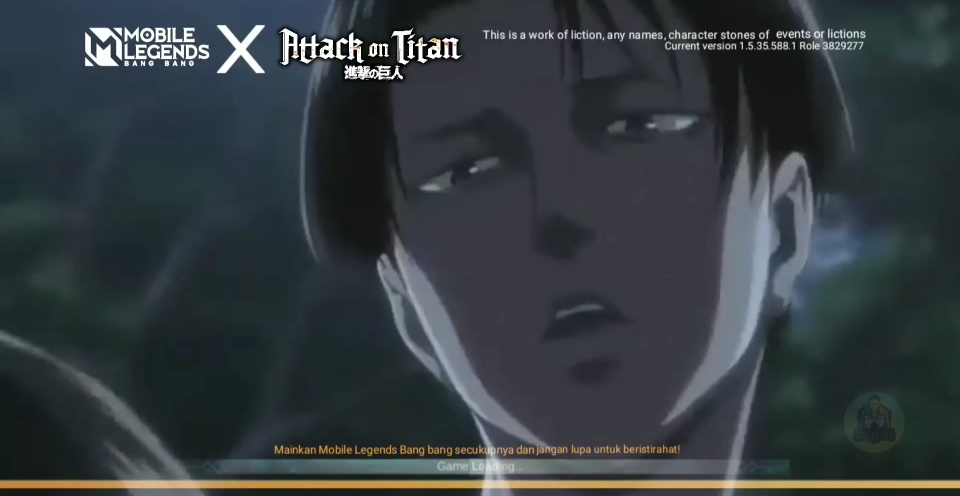 MOBILE
LEGENDS
BANG BANG
X
Attack on Titan
進撃の巨人
This is a work of liction, any names, character stones of events or lictions
Current version 1.5.35.588.1 Role 3829277
Mainkan Mobile Legends Bang bang secukupnya dan jangan lupa untuk beristirahat!
Game Loading...